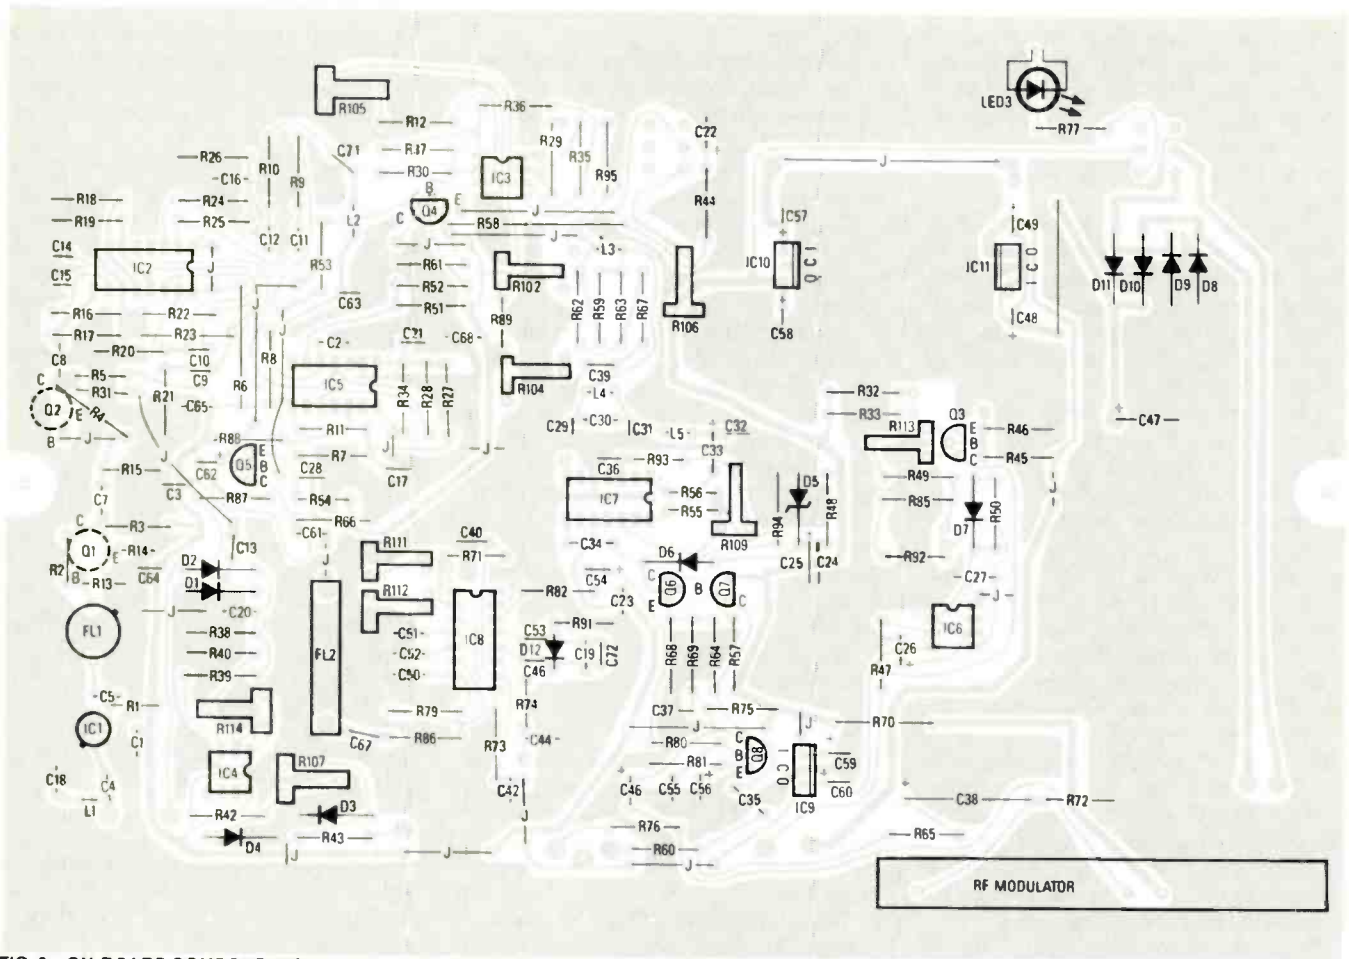 R105
LED3
R36
R77
R12
C22
R26
R10
R9
C71
R37
R29
R35
R95
J
C16
R30
IC3
R18
R24
B
E
R44
R19
R25
L2
C
Q4
R58
J
C57
C49
C14
C12
C11
R53
J
J
L3
C15
IC2
J
R61
R102
IC10
O C I
IC11
I C O
D11
D10
D9
D8
R52
C63
R51
R62
R59
R63
R67
R106
R16
R22
J
R89
C58
C48
R17
R23
J
C2
C21
C68
R20
C8
C10
R8
R104
C39
R5
C9
R6
IC5
L4
R32
C
R31
R21
R34
R28
R27
C30
R33
Q2
R4
C65
C29
C31
L5
C32
R113
Q3
C47
E
R11
E
R46
B
J
R88
J
J
C33
B
J
Q5
E
B
C
R7
R93
C
R45
R15
C62
C28
C17
C36
R49
J
C3
R87
R54
IC7
R56
D5
R85
C7
R55
R94
R48
D7
R50
C
R3
R66
C40
R109
Q1
C61
R111
C34
R14
C13
R71
D6
C25
C24
R92
E
D2
J
R2
B
C64
C54
C
Q6
B
Q7
C
C27
R13
D1
R112
R82
C23
E
J
J
C20
FL1
R38
C51
IC8
C53
R91
IC6
R40
FL2
C52
D12
C19
C72
R68
R69
R64
R57
C26
R39
C50
C46
R47
C5
R1
R114
R79
R74
C37
R75
IC1
J
J
R70
C1
C67
R86
R73
C44
R80
C
B
E
Q8
I C O
C59
IC4
R107
R81
C18
C4
C42
C46
C55
C56
C60
L1
C35
IC9
C38
R72
R42
D3
J
R76
D4
R43
R65
J
J
R60
J
RF MODULATOR